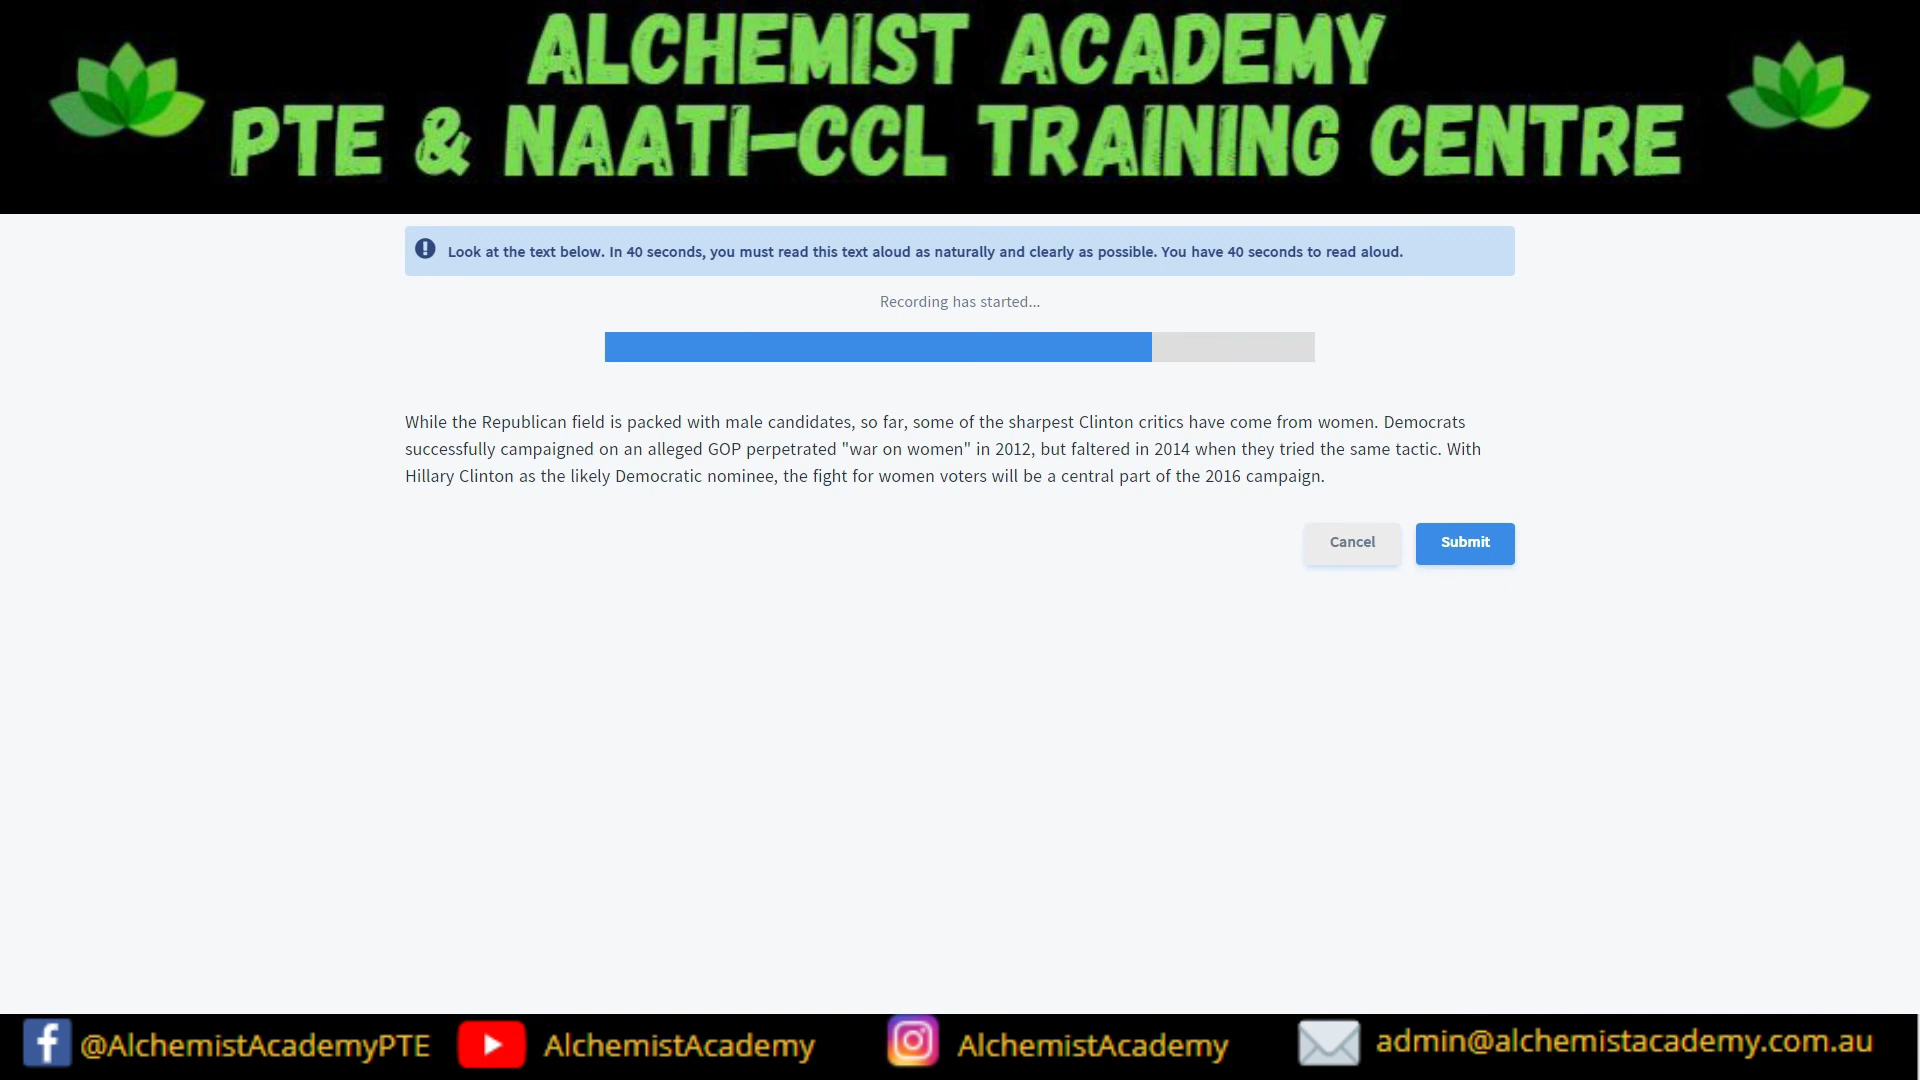 ALCHEMIST ACADEMY
PTE & NAATI-CCL TRAINING CENTRE
Look at the text below. In 40 seconds, you must read this text aloud as naturally and clearly as possible. You have 40 seconds to read aloud.
Recording has started...
While the Republican field is packed with male candidates, so far, some of the sharpest Clinton critics have come from women. Democrats
successfully campaigned on an alleged GOP perpetrated "war on women" in 2012, but faltered in 2014 when they tried the same tactic. With
Hillary Clinton as the likely Democratic nominee, the fight for women voters will be a central part of the 2016 campaign.
Cancel Submit
@AlchemistAcademyPTE AlchemistAcademy AlchemistAcademy admin@alchemistacademy.com.au